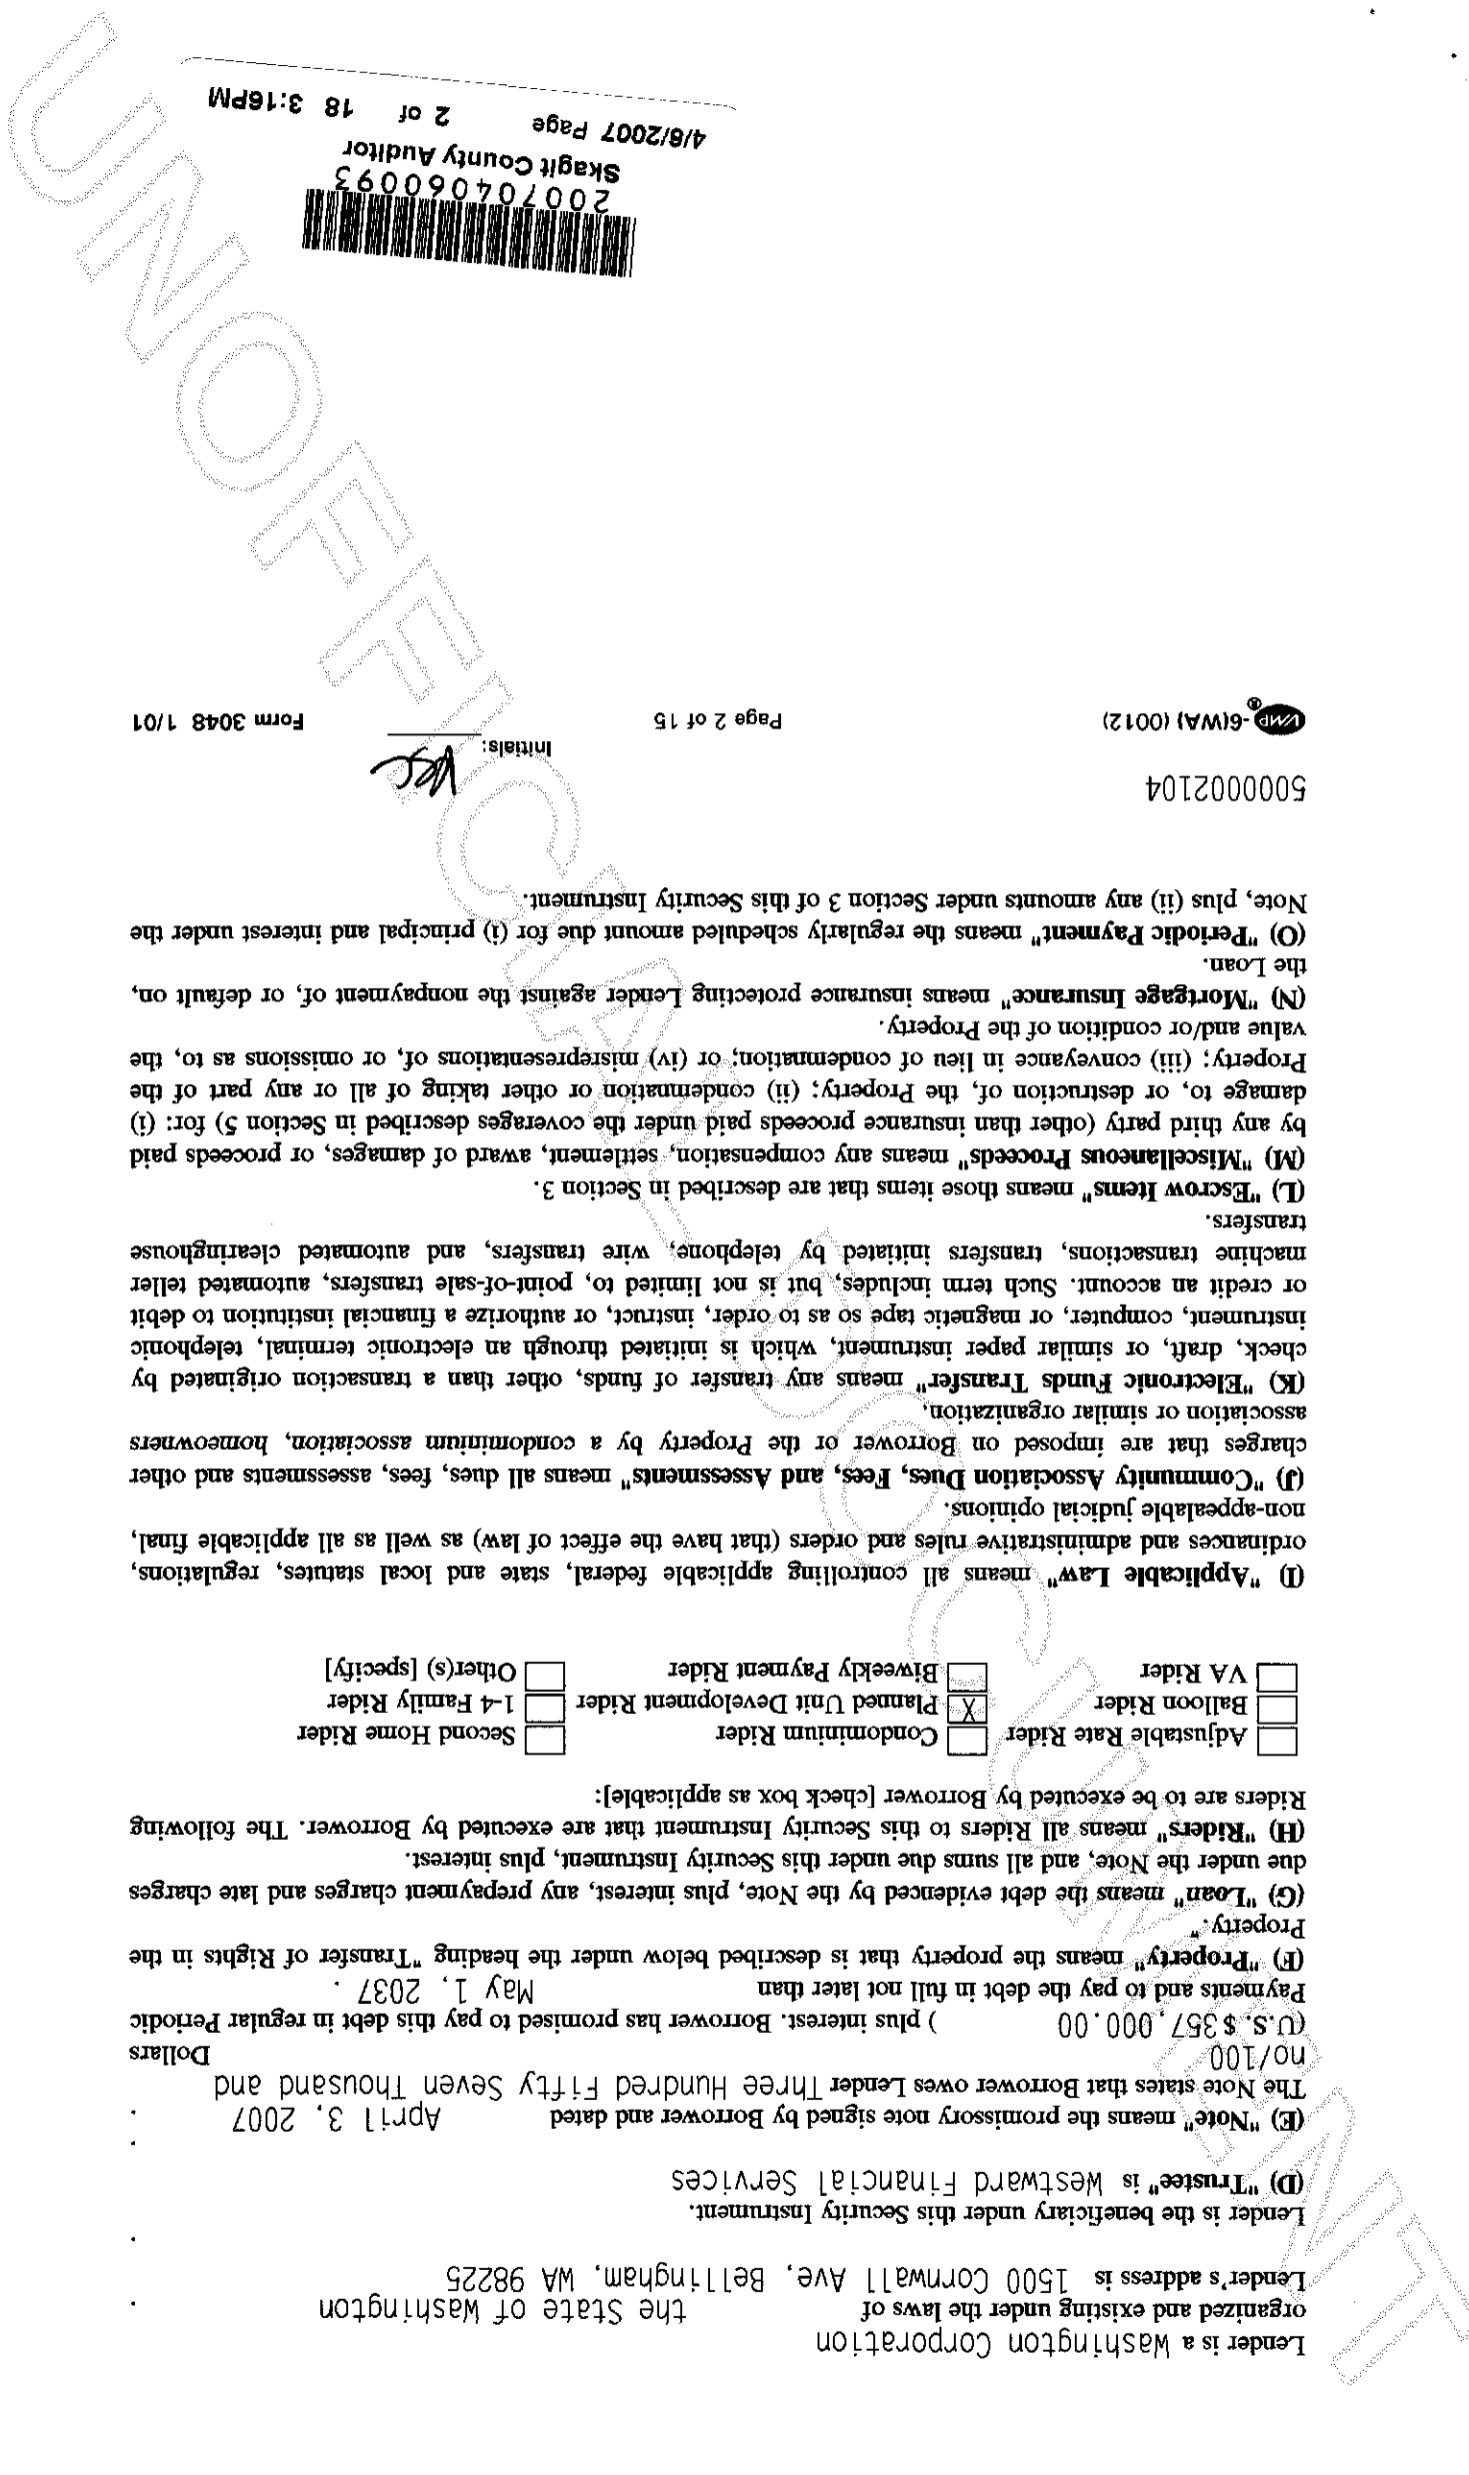 Lender is a Washington Corporation
organized and existing under the laws of the State of Washington .
Lender's address is 1500 Cornwall Ave, Bellingham, WA 98225
.
Lender is the beneficiary under this Security Instrument.
(D) "Trustee" is Westward Financial Services
.
(E) "Note" means the promissory note signed by Borrower and dated April 3, 2007 .
The Note states that Borrower owes Lender Three Hundred Fifty Seven Thousand and
no/100 Dollars
(U.S. $357,000.00 ) plus interest. Borrower has promised to pay this debt in regular Periodic
Payments and to pay the debt in full not later than May 1, 2037 .
(F) "Property" means the property that is described below under the heading "Transfer of Rights in the
Property."
(G) "Loan" means the debt evidenced by the Note, plus interest, any prepayment charges and late charges
due under the Note, and all sums due under this Security Instrument, plus interest.
(H) "Riders" means all Riders to this Security Instrument that are executed by Borrower. The following
Riders are to be executed by Borrower [check box as applicable]:
Adjustable Rate Rider Condominium Rider Second Home Rider
Balloon Rider X Planned Unit Development Rider 1-4 Family Rider
VA Rider Biweekly Payment Rider Other(s) [specify]
(I) "Applicable Law" means all controlling applicable federal, state and local statutes, regulations,
ordinances and administrative rules and orders (that have the effect of law) as well as all applicable final,
non-appealable judicial opinions.
(J) "Community Association Dues, Fees, and Assessments" means all dues, fees, assessments and other
charges that are imposed on Borrower or the Property by a condominium association, homeowners
association or similar organization.
(K) "Electronic Funds Transfer" means any transfer of funds, other than a transaction originated by
check, draft, or similar paper instrument, which is initiated through an electronic terminal, telephonic
instrument, computer, or magnetic tape so as to order, instruct, or authorize a financial institution to debit
or credit an account. Such term includes, but is not limited to, point-of-sale transfers, automated teller
machine transactions, transfers initiated by telephone, wire transfers, and automated clearinghouse
transfers.
(L) "Escrow Items" means those items that are described in Section 3.
(M) "Miscellaneous Proceeds" means any compensation, settlement, award of damages, or proceeds paid
by any third party (other than insurance proceeds paid under the coverages described in Section 5) for: (i)
damage to, or destruction of, the Property; (ii) condemnation or other taking of all or any part of the
Property; (iii) conveyance in lieu of condemnation; or (iv) misrepresentations of, or omissions as to, the
value and/or condition of the Property.
(N) "Mortgage Insurance" means insurance protecting Lender against the nonpayment of, or default on,
the Loan.
(O) "Periodic Payment" means the regularly scheduled amount due for (i) principal and interest under the
Note, plus (ii) any amounts under Section 3 of this Security Instrument.
5000002104
Initials:
VMP®-6(WA) (0012) Page 2 of 15 Form 3048 1/01
200704060093
Skagit County Auditor
4/6/2007 Page 2 of 18 3:16PM
UNOFFICIAL DOCUMENT